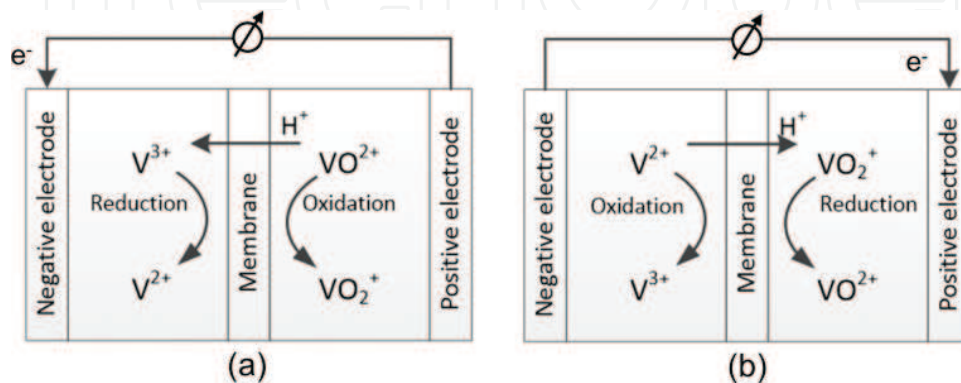 e⁻
Negative electrode
V³⁺
Reduction
V²⁺
Membrane
H⁺
VO²⁺
Oxidation
VO₂⁺
Positive electrode
(a)
e⁻
Negative electrode
V²⁺
Oxidation
V³⁺
Membrane
H⁺
VO₂⁺
Reduction
VO²⁺
Positive electrode
(b)